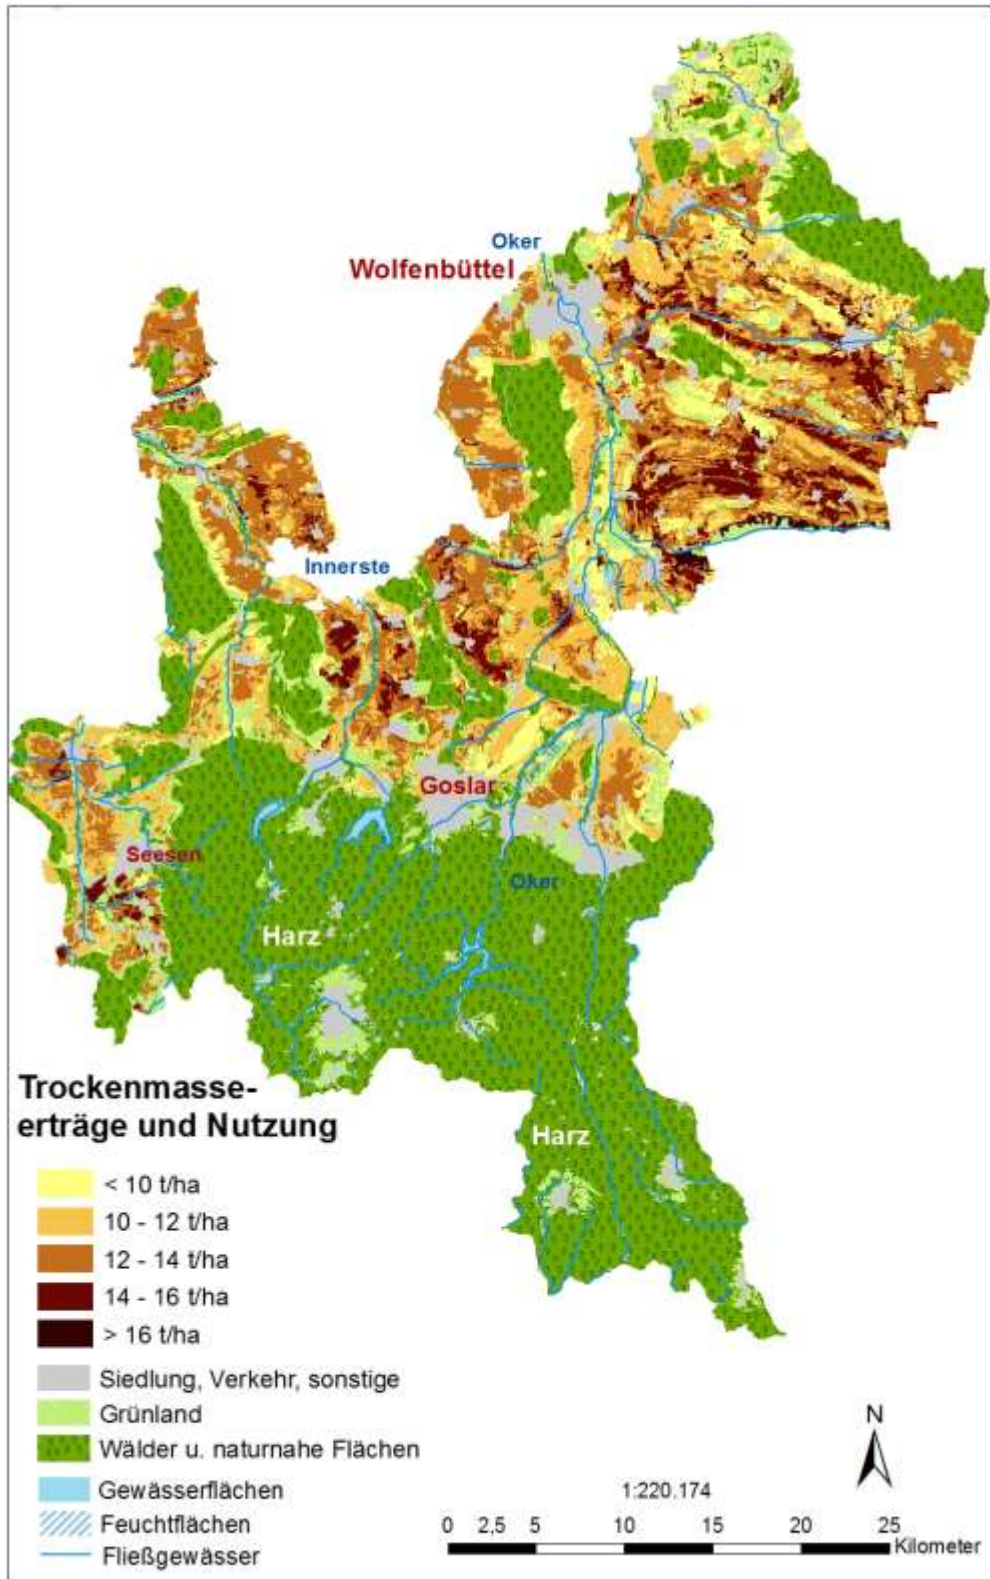 Oker
Wolfenbüttel
Innerste
Goslar
Seesen
Oker
Harz
Harz
Trockenmasse-
erträge und Nutzung
< 10 t/ha
10 - 12 t/ha
12 - 14 t/ha
14 - 16 t/ha
> 16 t/ha
Siedlung, Verkehr, sonstige
Grünland
Wälder u. naturnahe Flächen
Gewässerflächen
Feuchtflächen
Fließgewässer
N
1:220.174
0 2,5 5 10 15 20 25
Kilometer